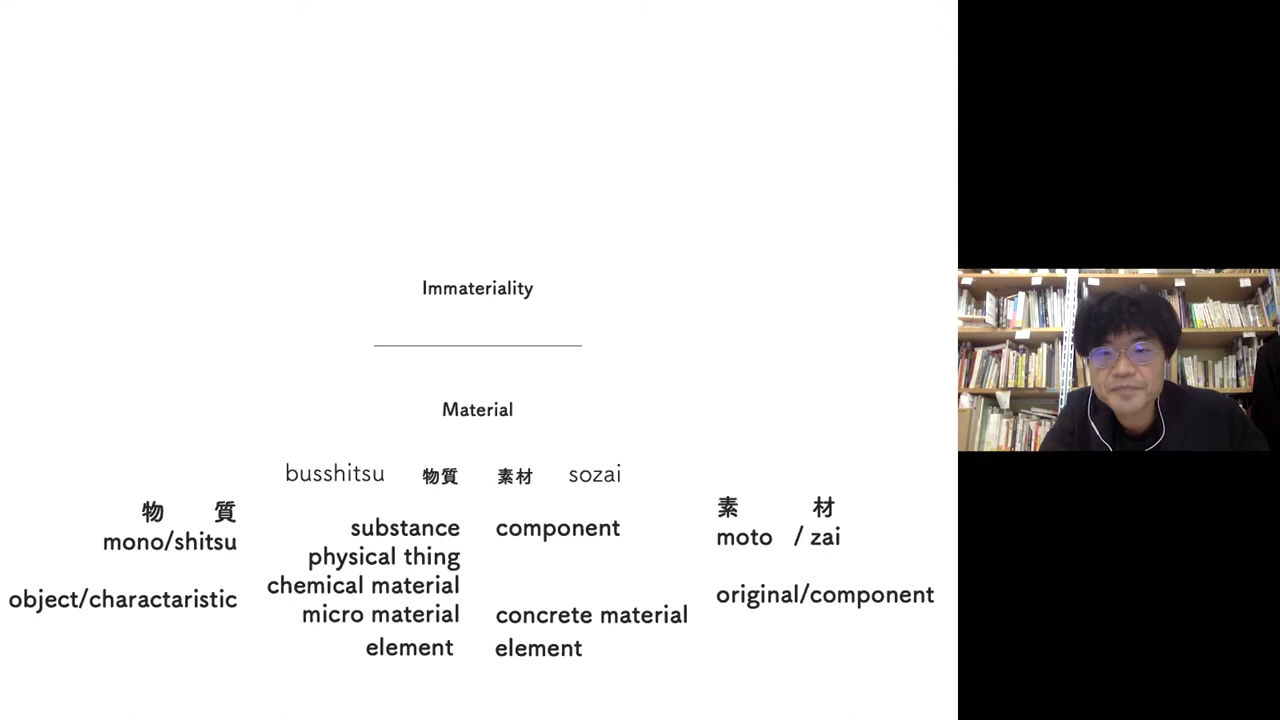 Immateriality
Material
busshitsu 物質 素材 sozai
物 質
mono/shitsu
object/charactaristic
substance
physical thing
chemical material
micro material
element
component
concrete material
element
素 材
moto / zai
original/component